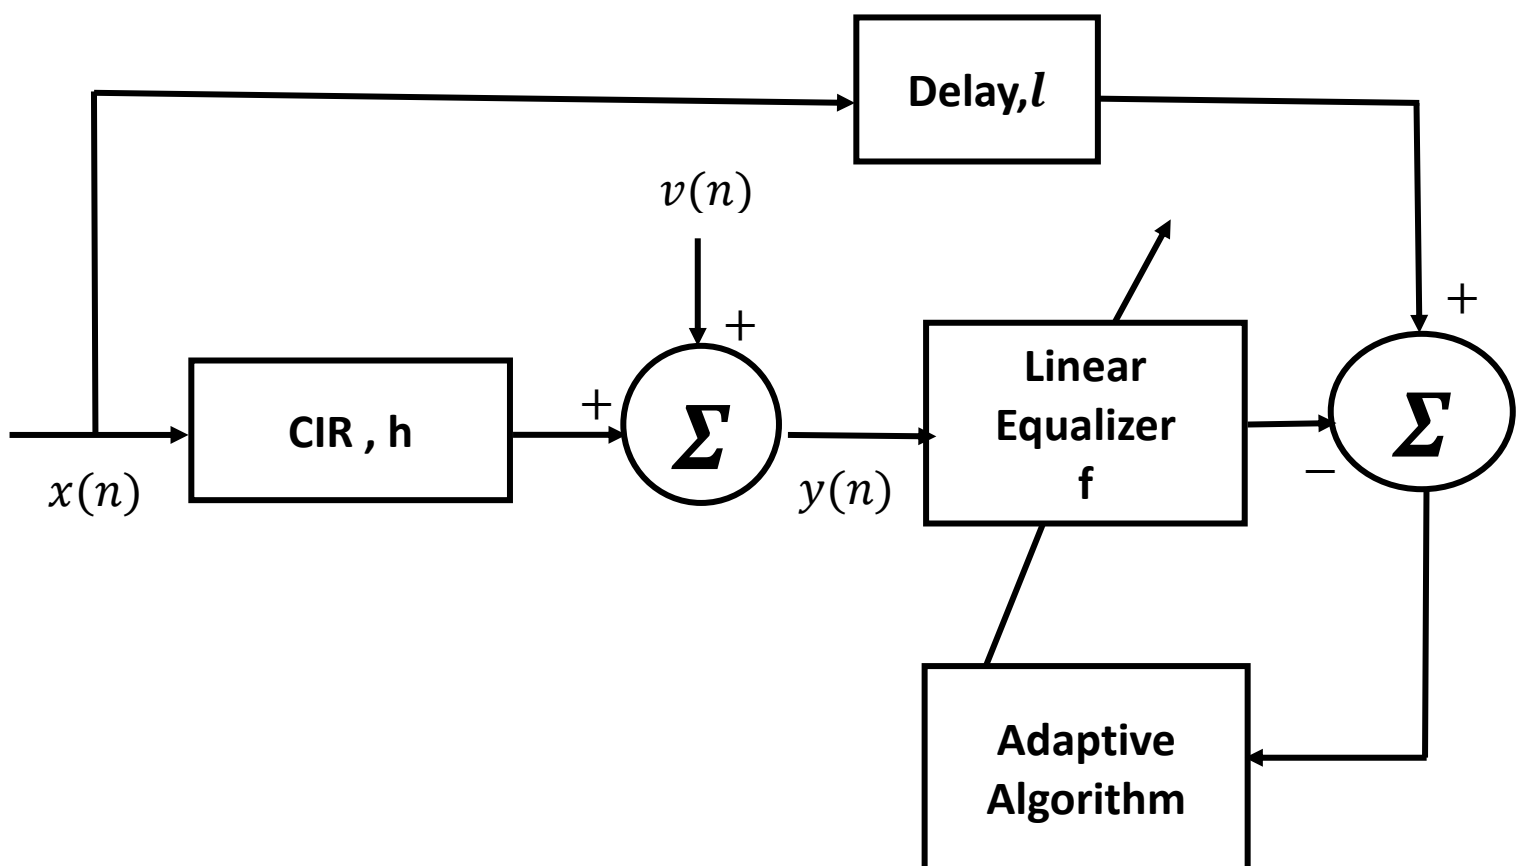 Delay,l
v(n)
+
+
CIR , h
+
Σ
Linear
Equalizer
f
Σ
−
x(n)
y(n)
Adaptive
Algorithm